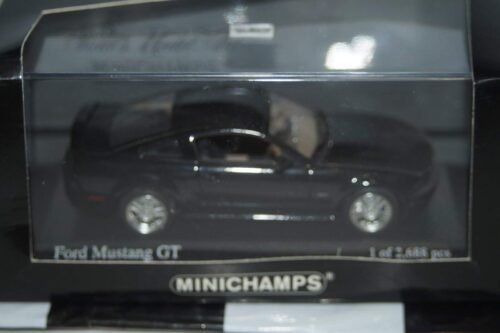 Ford Mustang GT
1 of 2,688 pcs
MINICHAMPS®